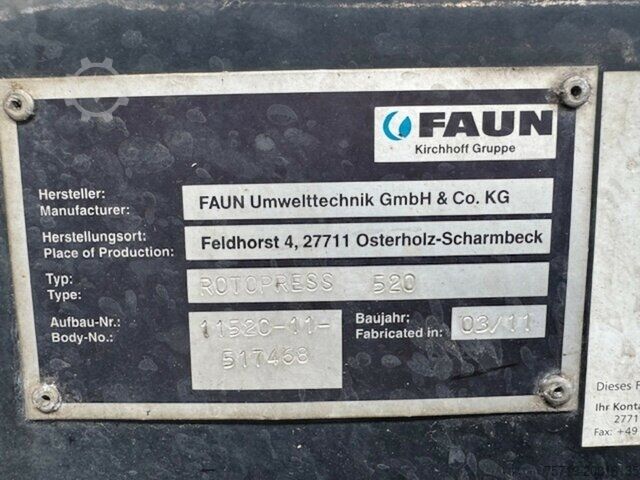 FAUN
Kirchhoff Gruppe
Hersteller:
Manufacturer:
FAUN Umwelttechnik GmbH & Co. KG
Herstellungsort:
Place of Production:
Feldhorst 4, 27711 Osterholz-Scharmbeck
Typ:
Type:
ROTOPRESS 520
Aufbau-Nr.:
Body-No.:
11520-11-
517468
Baujahr:
Fabricated in:
03/11
Dieses
Ihr Konta
2771
Fax: +49